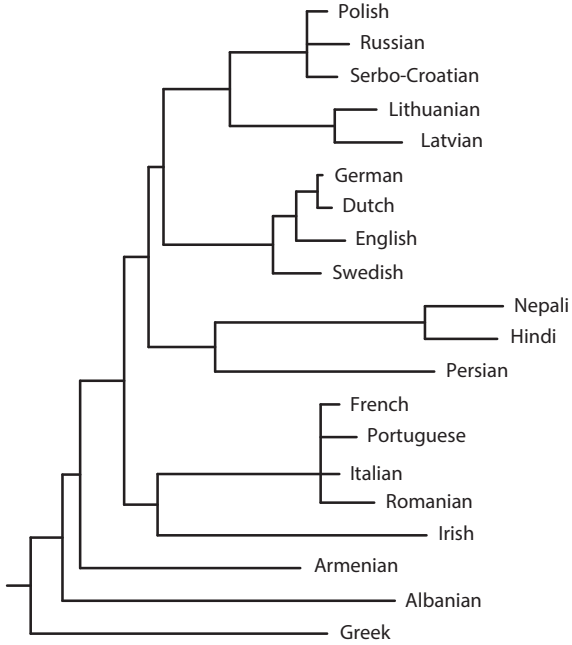 Polish
Russian
Serbo-Croatian
Lithuanian
Latvian
German
Dutch
English
Swedish
Nepali
Hindi
Persian
French
Portuguese
Italian
Romanian
Irish
Armenian
Albanian
Greek